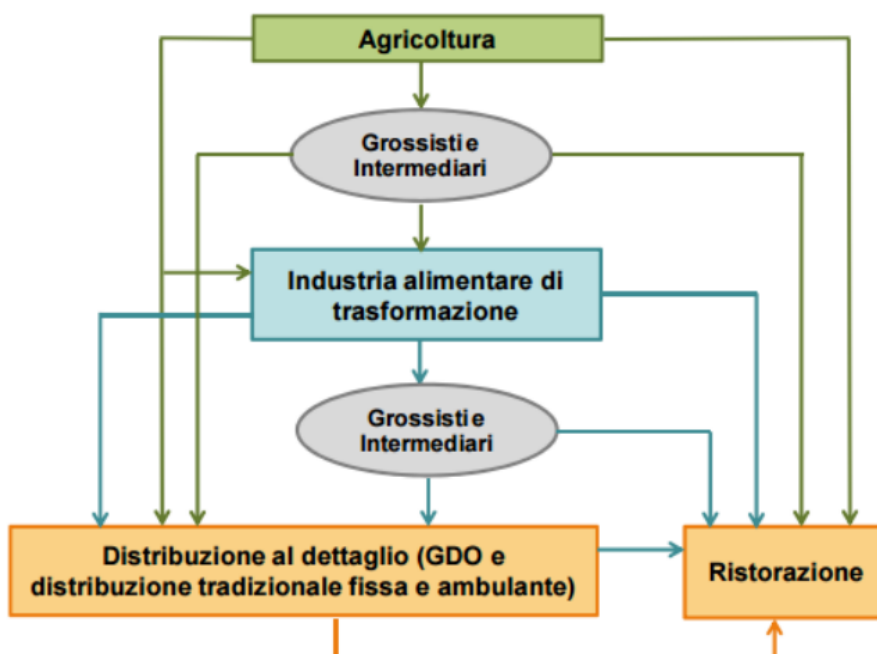 Agricoltura
Grossisti e
Intermediari
Industria alimentare di
trasformazione
Grossisti e
Intermediari
Distribuzione al dettaglio (GDO e
distribuzione tradizionale fissa e ambulante)
Ristorazione